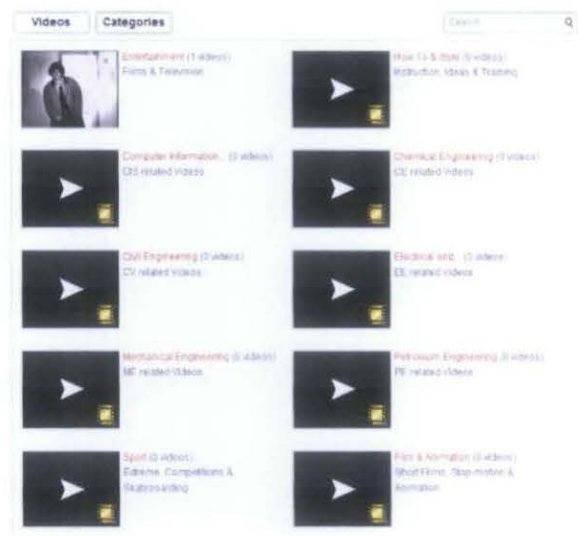 Videos Categories
Search
Entertainment (1 videos)
Films & Television
How To & Style (0 videos)
Instruction, Ideas & Training
Computer Information... (0 videos)
CIS related Videos
Chemical Engineering (0 videos)
CE related Videos
Civil Engineering (0 videos)
CV related Videos
Electrical and... (0 videos)
EE related Videos
Mechanical Engineering (0 videos)
ME related Videos
Petroleum Engineering (0 videos)
PE related Videos
Sport (0 videos)
Extreme, Competitions &
Skateboarding
Film & Animation (0 videos)
Short Films, Stop-motion &
Animation